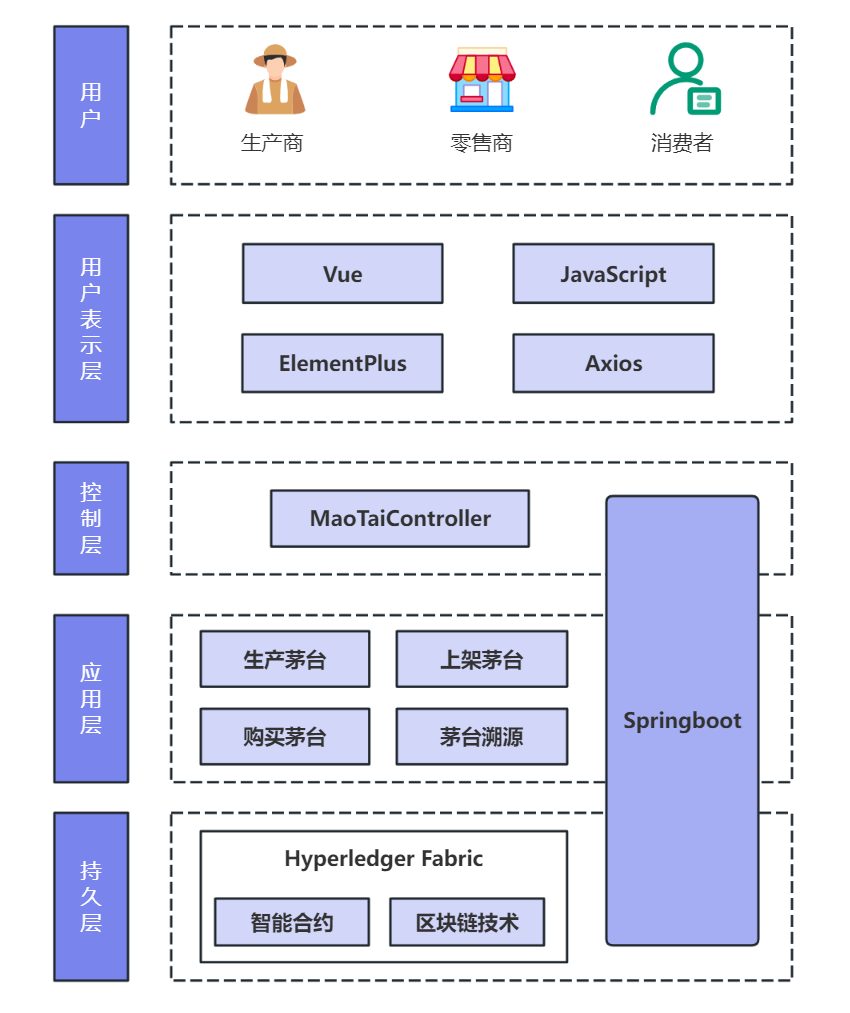 用户
生产商
零售商
消费者
用户表示层
Vue
JavaScript
ElementPlus
Axios
控制层
MaoTaiController
应用层
生产茅台
上架茅台
购买茅台
茅台溯源
Springboot
持久层
Hyperledger Fabric
智能合约
区块链技术